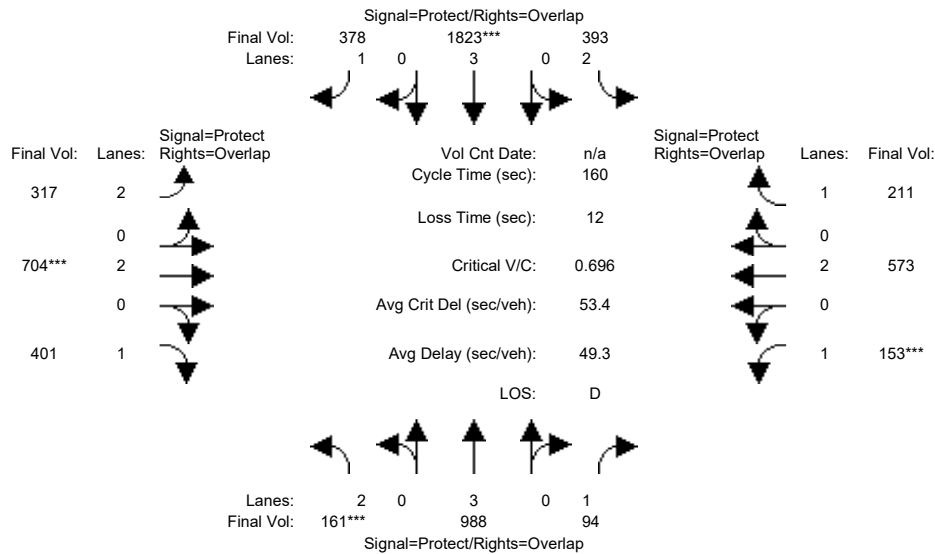 Signal=Protect/Rights=Overlap
Final Vol: 378 1823*** 393
Lanes: 1 0 3 0 2
Signal=Protect Signal=Protect
Final Vol: Lanes: Rights=Overlap Vol Cnt Date: n/a Rights=Overlap Lanes: Final Vol:
Cycle Time (sec): 160
317 2 1 211
Loss Time (sec): 12
0 0
704*** 2 Critical V/C: 0.696 2 573
0 Avg Crit Del (sec/veh): 53.4 0
401 1 Avg Delay (sec/veh): 49.3 1 153***
LOS: D
Lanes: 2 0 3 0 1
Final Vol: 161*** 988 94
Signal=Protect/Rights=Overlap